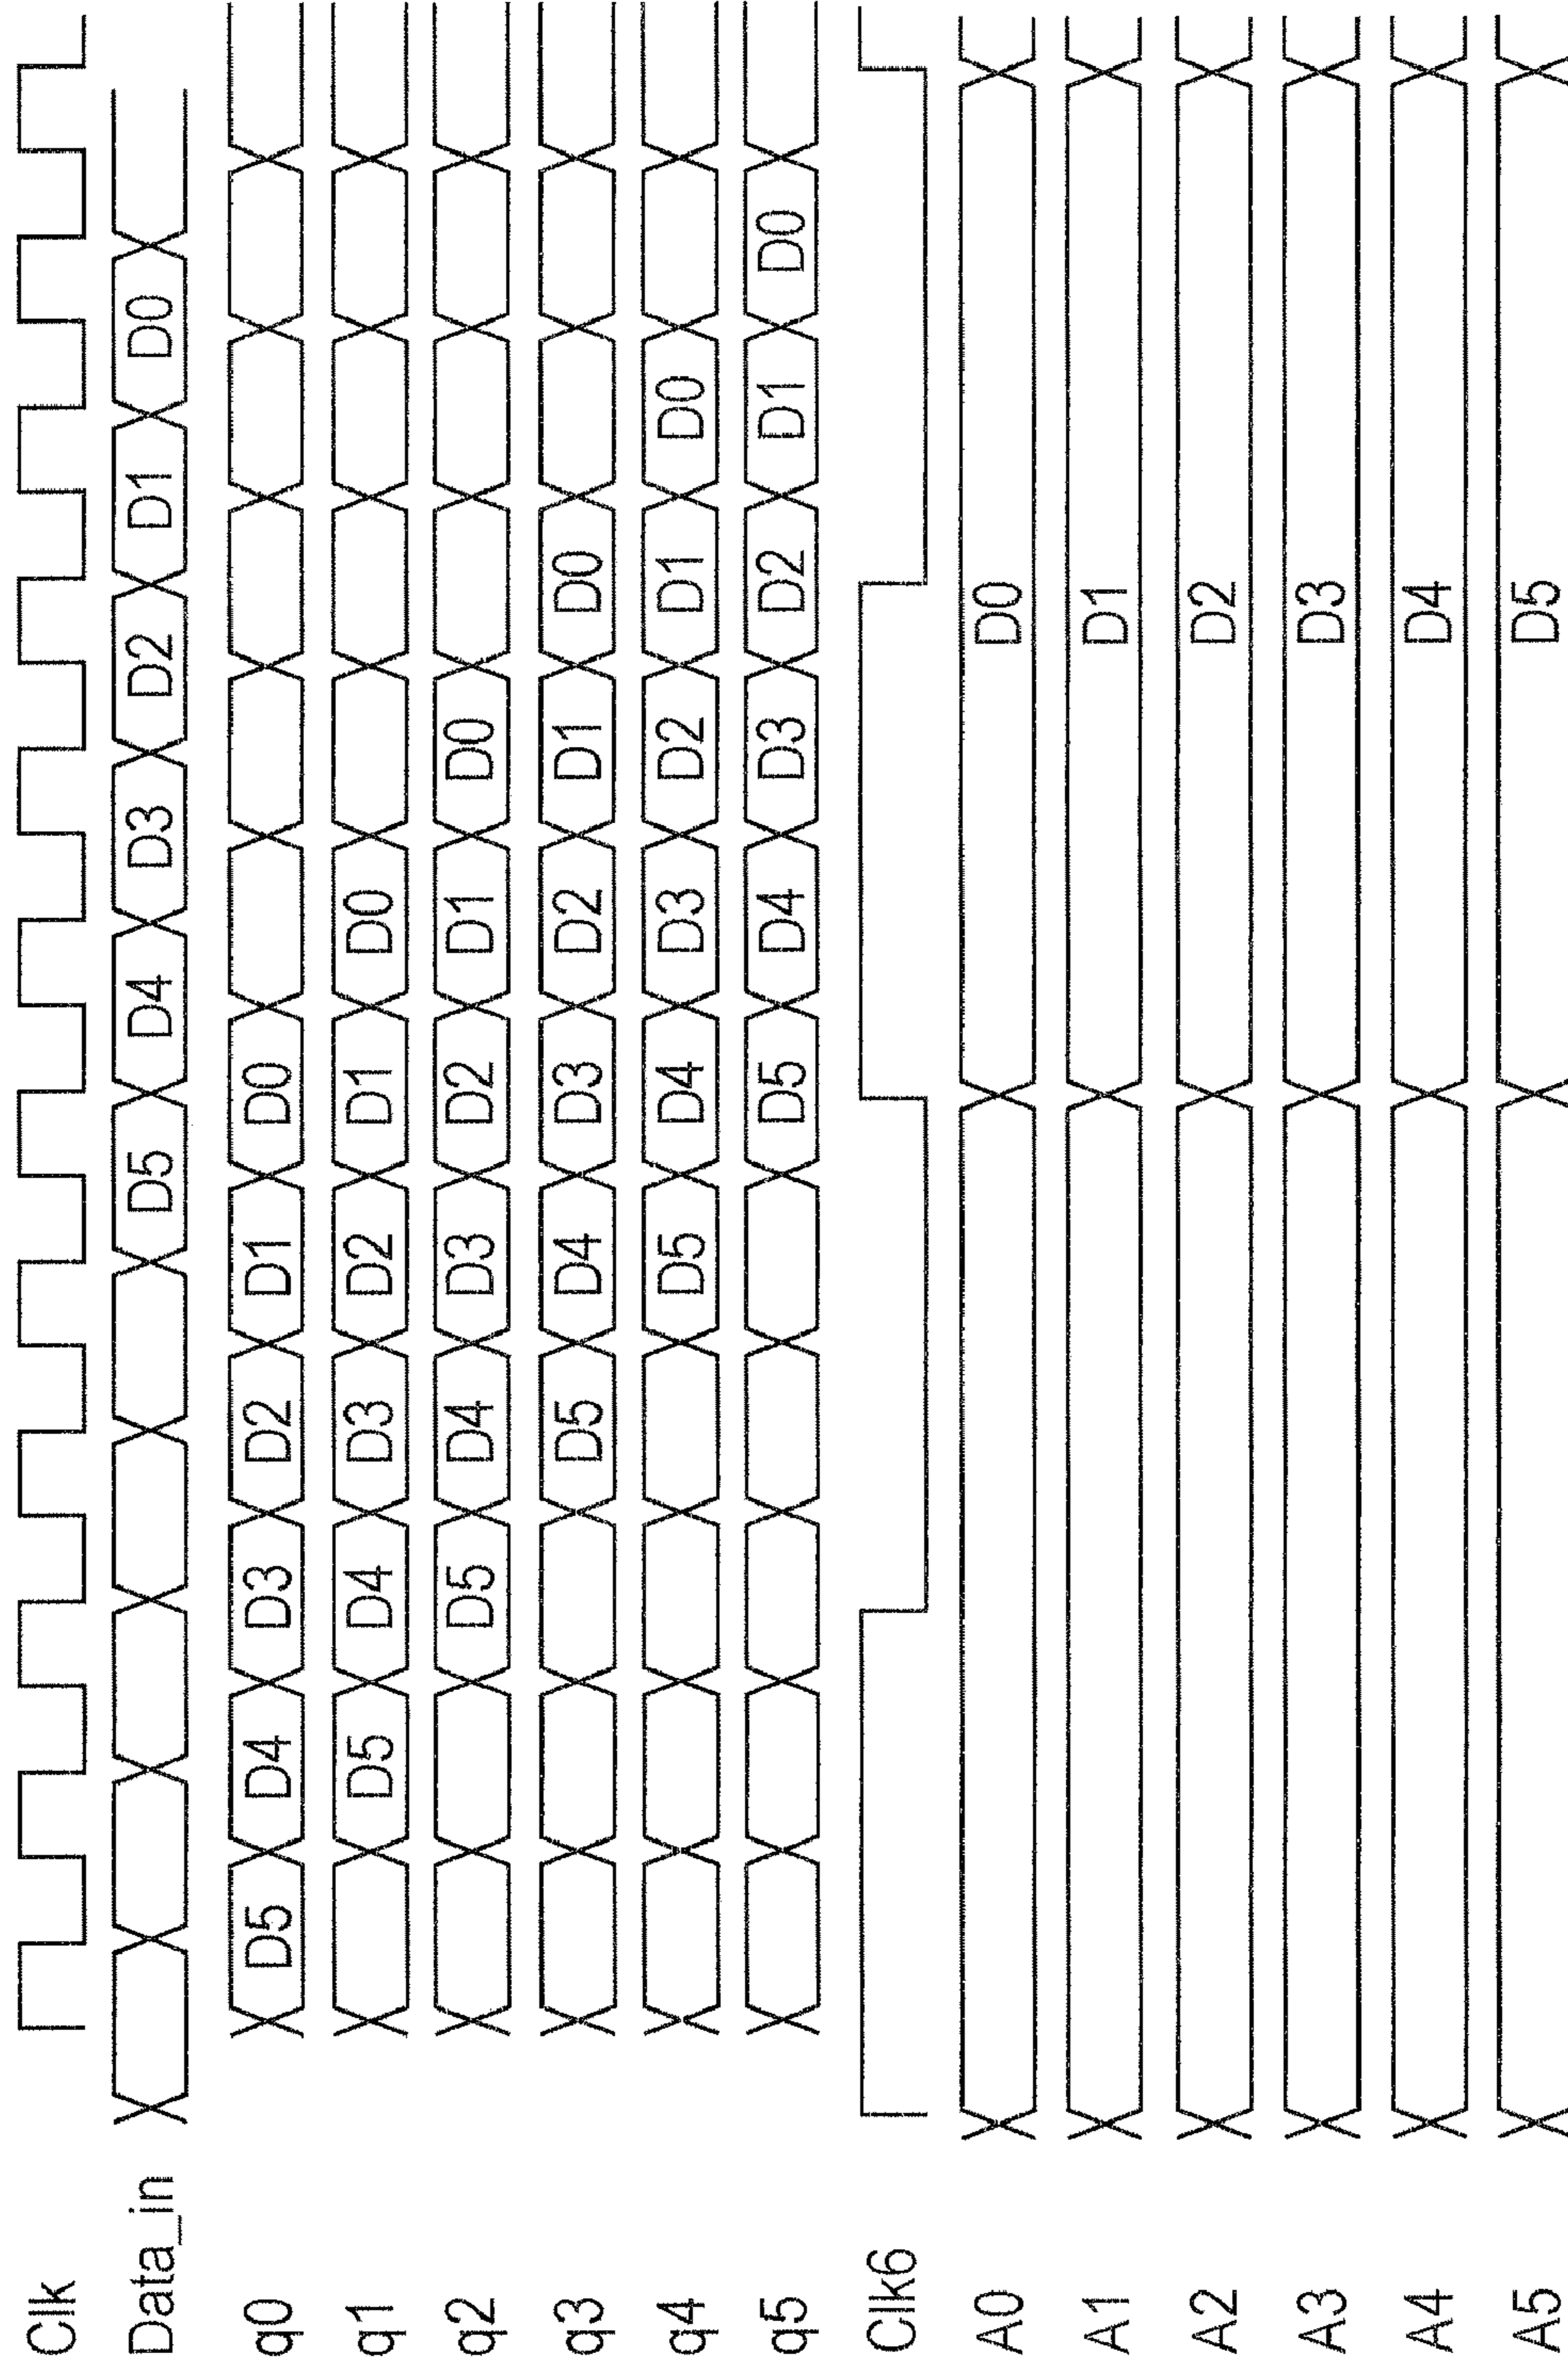 Clk
Data_in D5 D4 D3 D2 D1 D0
q0 D5 D4 D3 D2 D1 D0
q1 D5 D4 D3 D2 D1 D0
q2 D5 D4 D3 D2 D1 D0
q3 D5 D4 D3 D2 D1 D0
q4 D5 D4 D3 D2 D1 D0
q5 D5 D4 D3 D2 D1 D0
Clk6
A0 D0
A1 D1
A2 D2
A3 D3
A4 D4
A5 D5